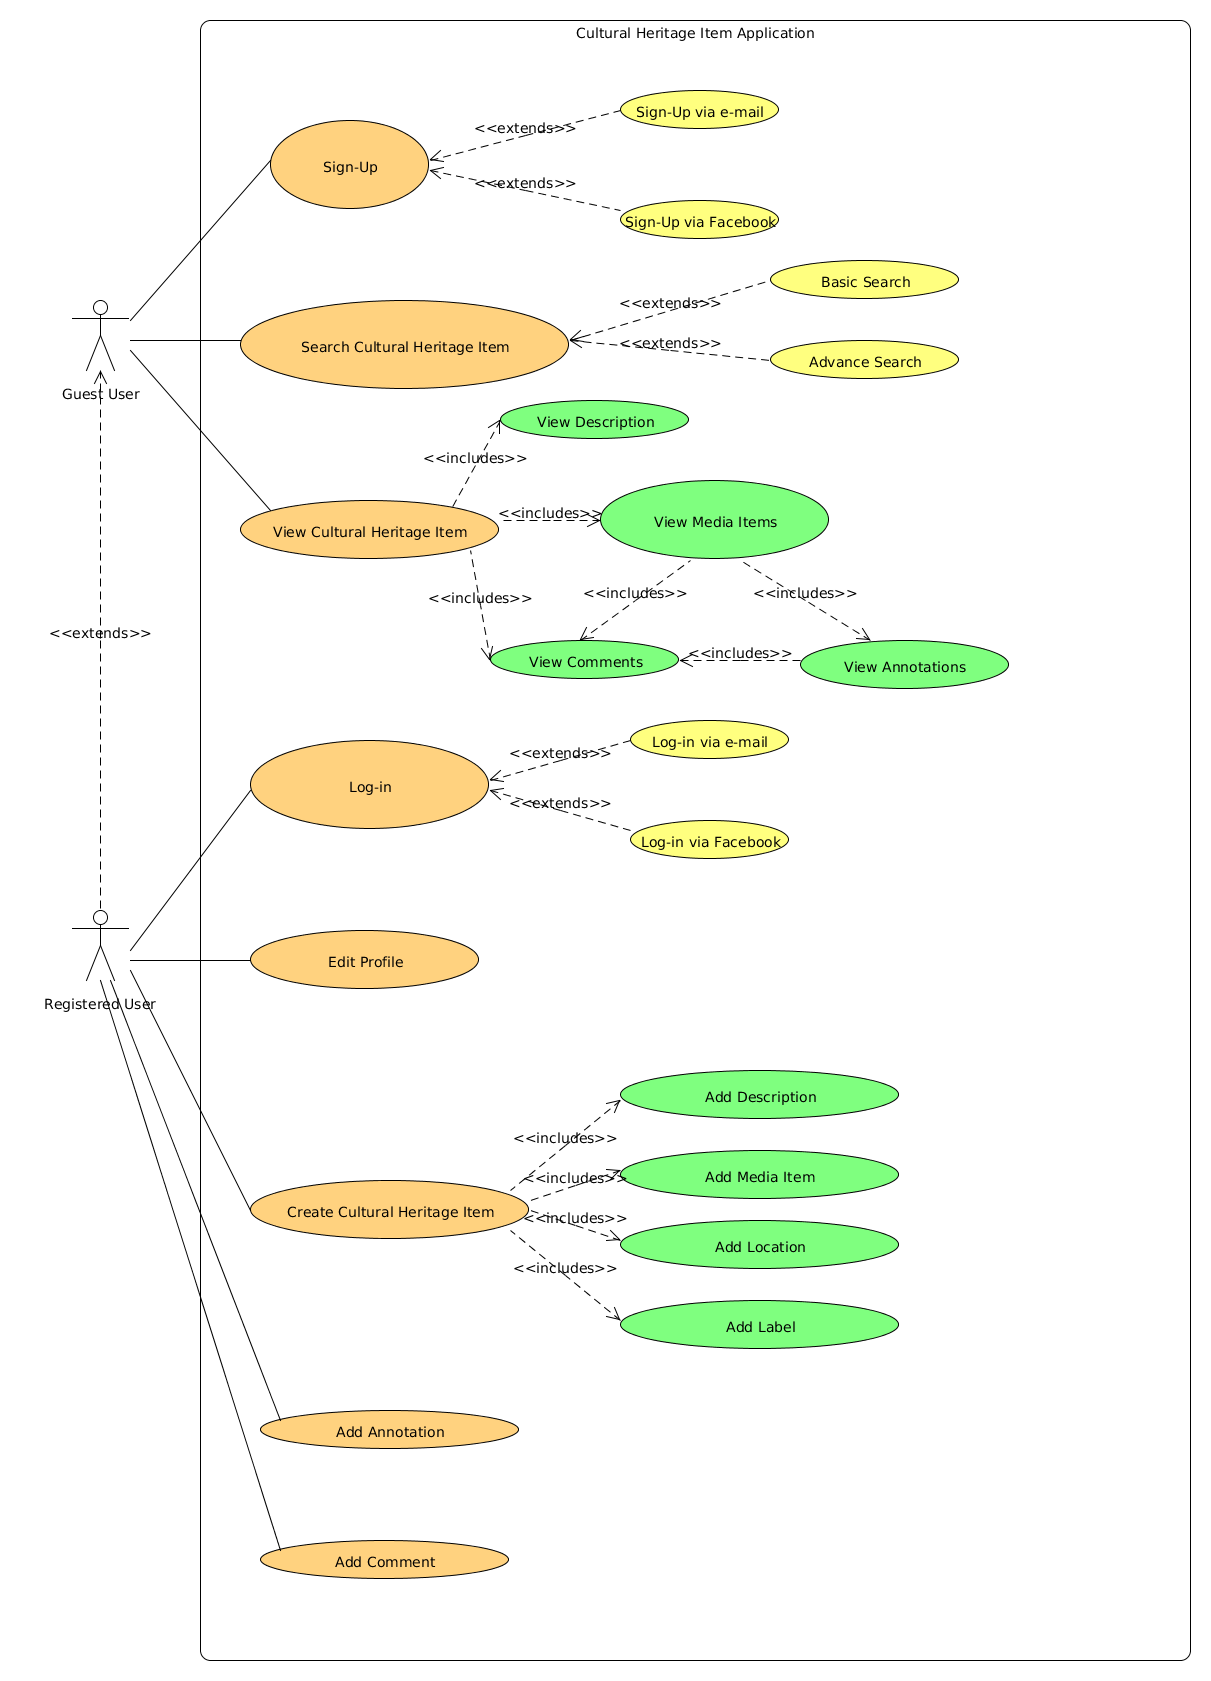 Cultural Heritage Item Application
Sign-Up via e-mail
<<extends>>
Sign-Up
<<extends>>
Sign-Up via Facebook
Basic Search
<<extends>>
Search Cultural Heritage Item
<<extends>>
Advance Search
Guest User
View Description
<<includes>>
<<includes>>
View Media Items
View Cultural Heritage Item
<<includes>>
<<includes>>
<<includes>>
<<extends>>
<<includes>>
View Comments
View Annotations
Log-in via e-mail
<<extends>>
Log-in
<<extends>>
Log-in via Facebook
Edit Profile
Registered User
Add Description
<<includes>>
<<includes>>
Add Media Item
Create Cultural Heritage Item
<<includes>>
Add Location
<<includes>>
Add Label
Add Annotation
Add Comment